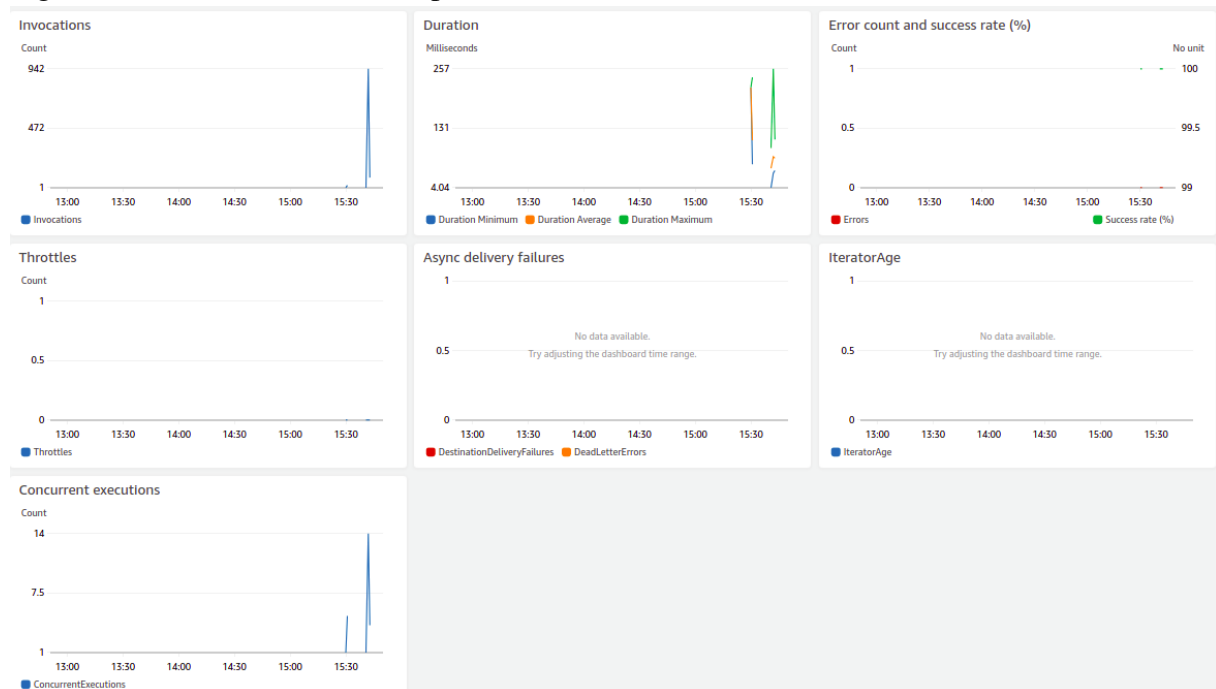 Invocations
Count
942
472
1
13:00 13:30 14:00 14:30 15:00 15:30
Invocations
Duration
Milliseconds
257
131
4.04
13:00 13:30 14:00 14:30 15:00 15:30
Duration Minimum Duration Average Duration Maximum
Error count and success rate (%)
Count No unit
1 100
0.5 99.5
0 99
13:00 13:30 14:00 14:30 15:00 15:30
Errors Success rate (%)
Throttles
Count
1
0.5
0
13:00 13:30 14:00 14:30 15:00 15:30
Throttles
Async delivery failures
1
No data available.
0.5 Try adjusting the dashboard time range.
0
13:00 13:30 14:00 14:30 15:00 15:30
DestinationDeliveryFailures DeadLetterErrors
IteratorAge
1
No data available.
0.5 Try adjusting the dashboard time range.
0
13:00 13:30 14:00 14:30 15:00 15:30
IteratorAge
Concurrent executions
Count
14
7.5
1
13:00 13:30 14:00 14:30 15:00 15:30
ConcurrentExecutions